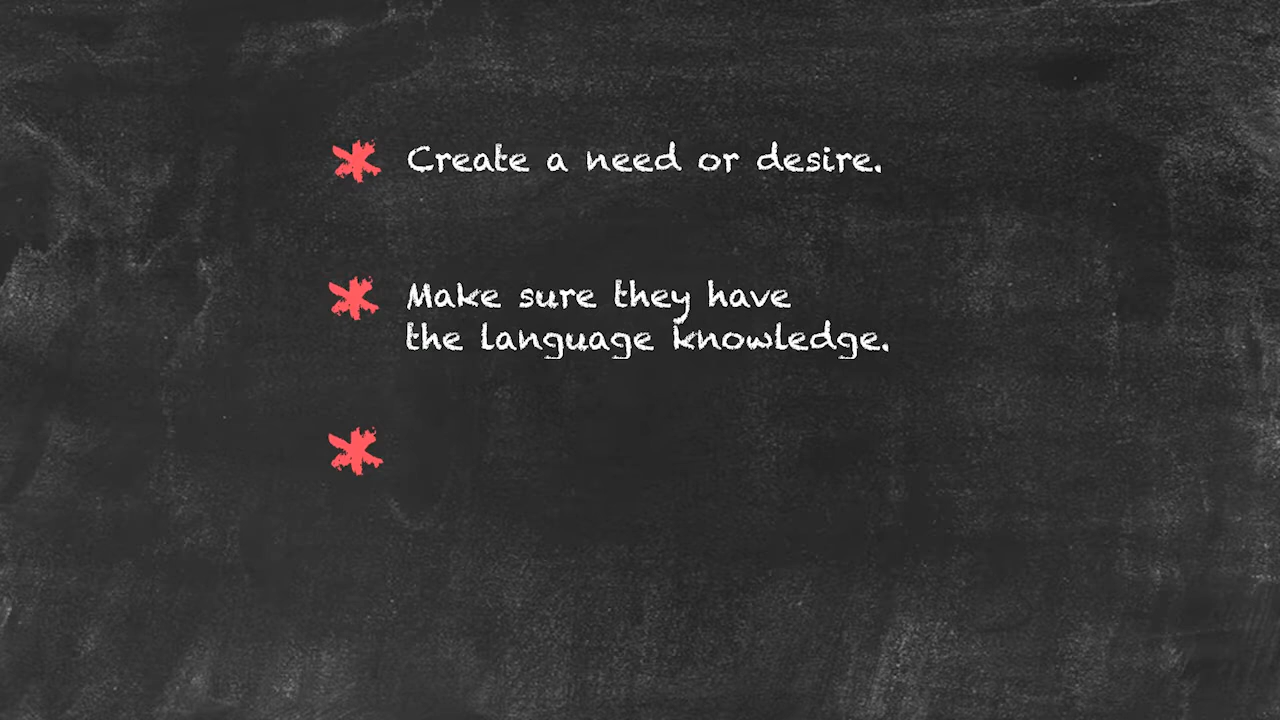 Create a need or desire.
Make sure they have
the language knowledge.